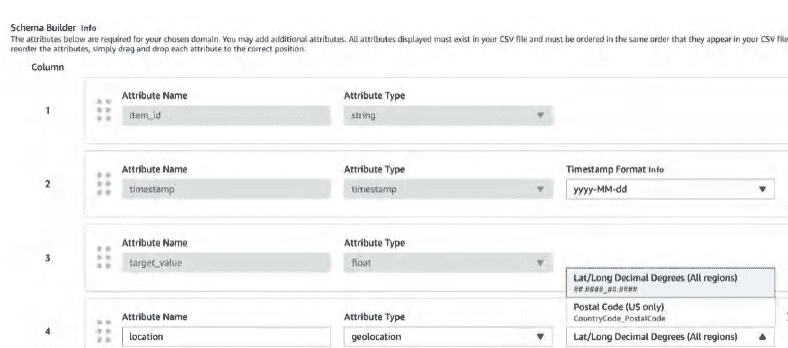 Schema Builder Info
The attributes below are required for your chosen domain. You may add additional attributes. All attributes displayed must exist in your CSV file and must be ordered in the same order that they appear in your CSV file
reorder the attributes, simply drag and drop each attribute to the correct position.
Column
Attribute Name Attribute Type
1 item_id string
Attribute Name Attribute Type Timestamp Format Info
2 timestamp timestamp yyyy-MM-dd
Attribute Name Attribute Type
3 target_value float
Lat/Long Decimal Degrees (All regions)
##.####_##.####
Postal Code (US only)
Attribute Name Attribute Type CountryCode_PostalCode
4 location geolocation Lat/Long Decimal Degrees (All regions)